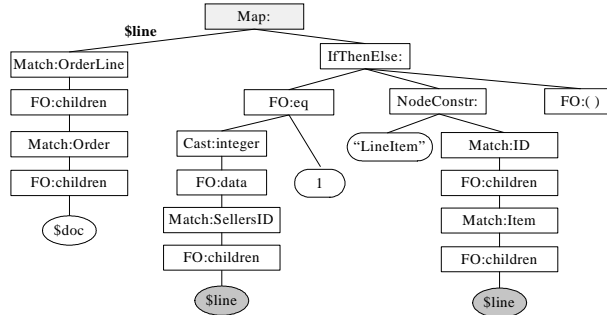 Map:
$line
Match:OrderLine
IfThenElse:
FO:children
FO:eq
NodeConstr:
FO:( )
Match:Order
Cast:integer
“LineItem”
Match:ID
FO:children
FO:data
1
FO:children
$doc
Match:SellersID
Match:Item
FO:children
FO:children
$line
$line